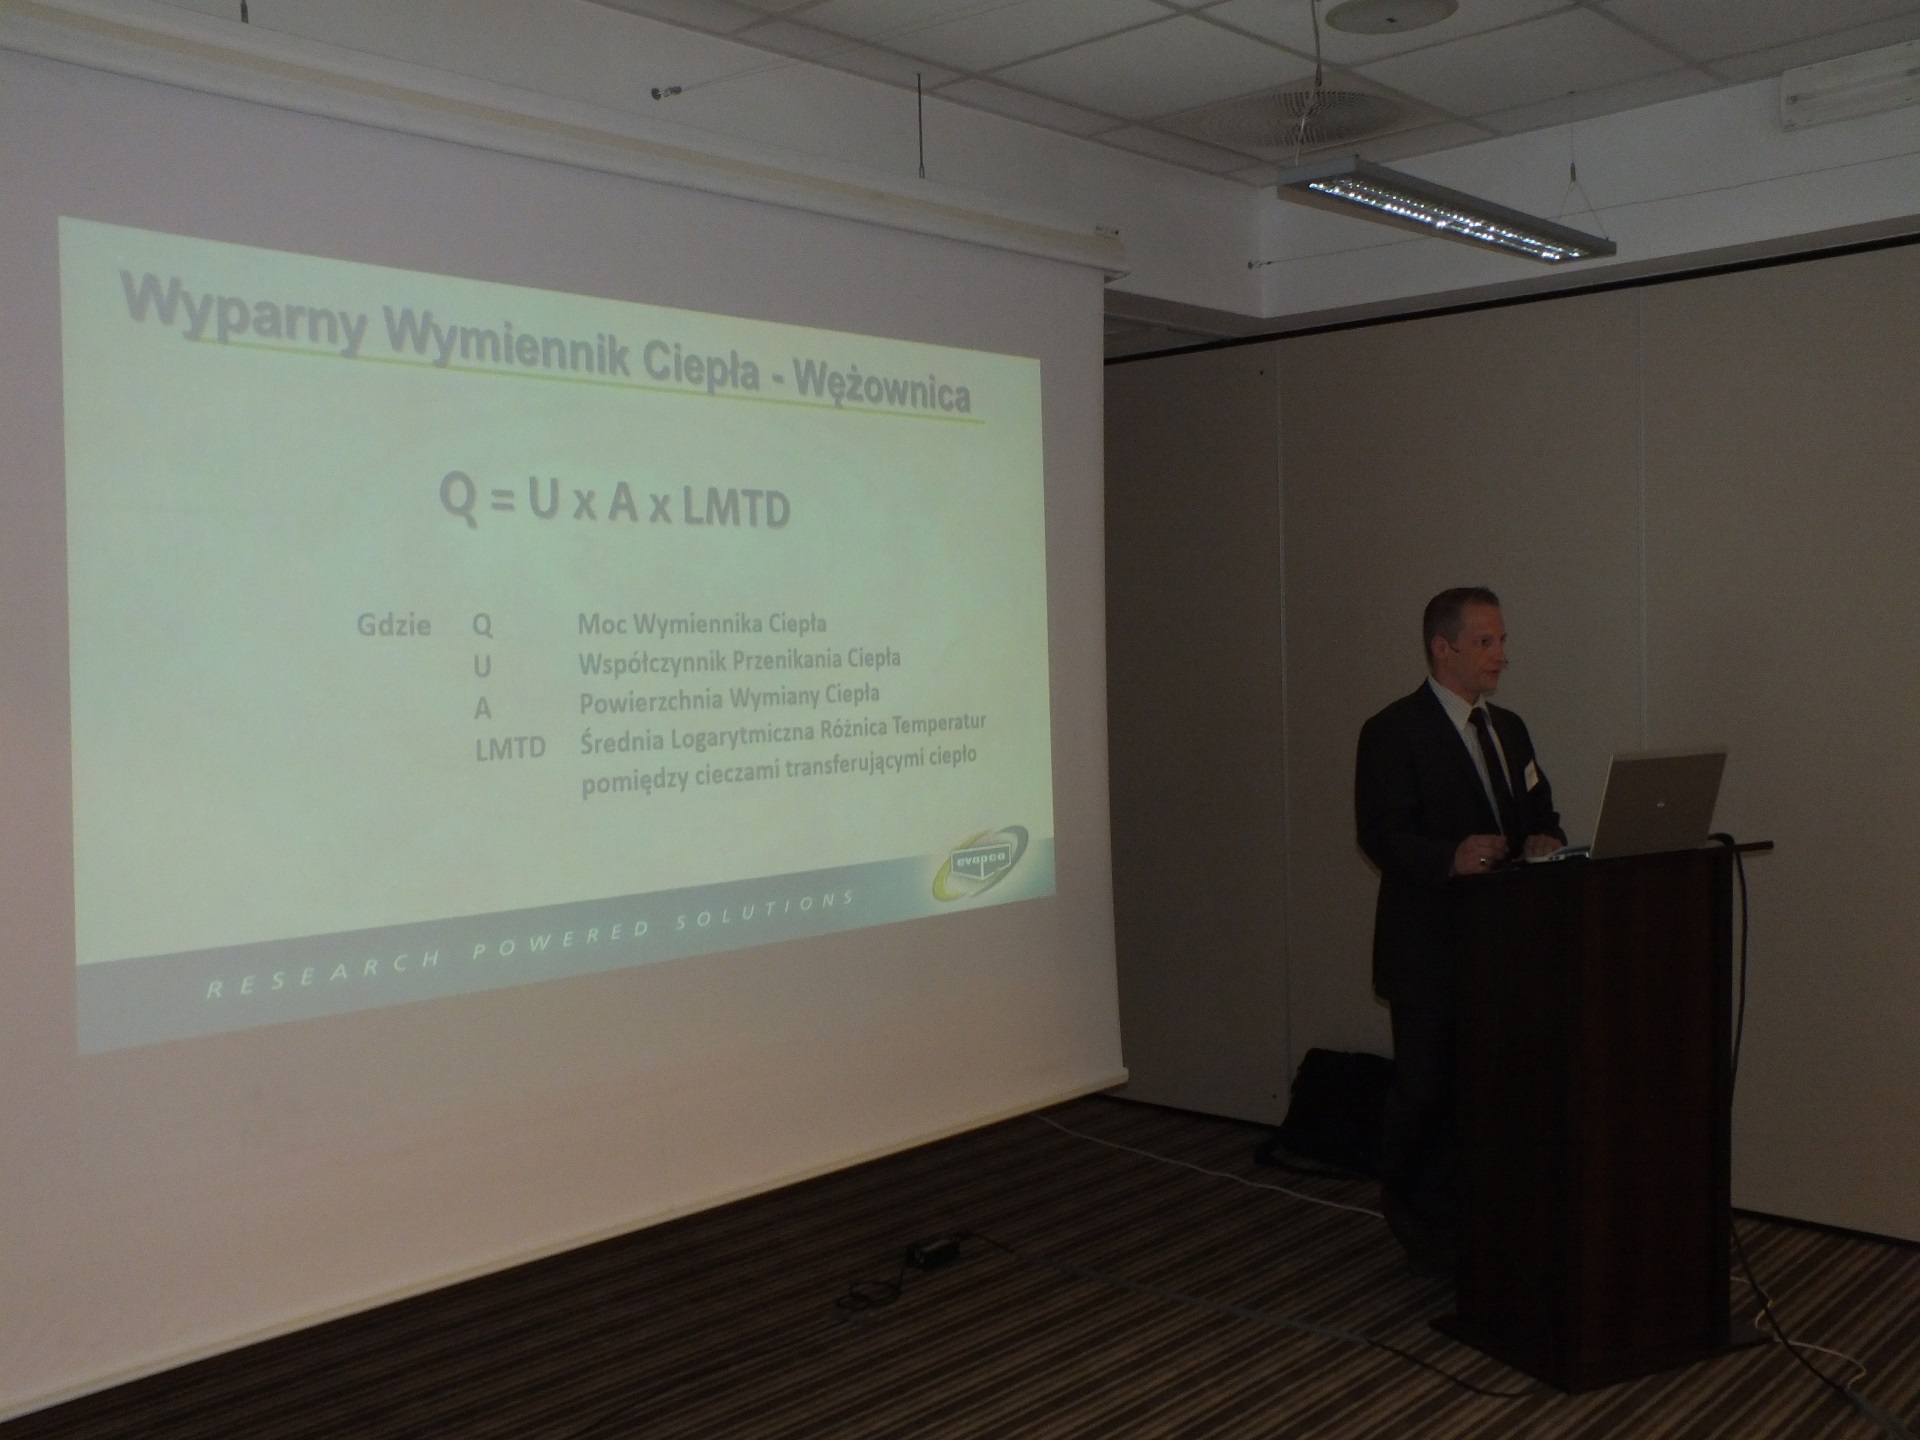 Wyparny Wymiennik Ciepła - Wężownica
Q = U x A x LMTD
Gdzie Q Moc Wymiennika Ciepła
U Współczynnik Przenikania Ciepła
A Powierzchnia Wymiany Ciepła
LMTD Średnia Logarytmiczna Różnica Temperatur
pomiędzy cieczami transferującymi ciepło
evapco
RESEARCH POWERED SOLUTIONS